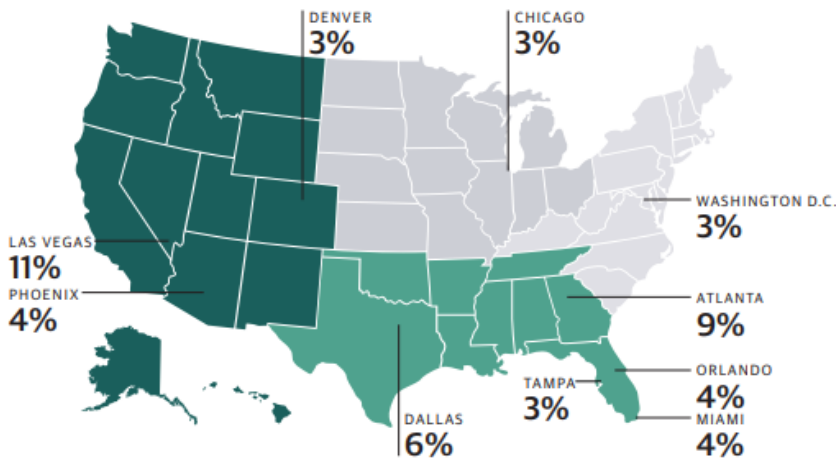 DENVER
3%
CHICAGO
3%
WASHINGTON D.C.
3%
LAS VEGAS
11%
PHOENIX
4%
ATLANTA
9%
ORLANDO
4%
TAMPA
3%
MIAMI
4%
DALLAS
6%